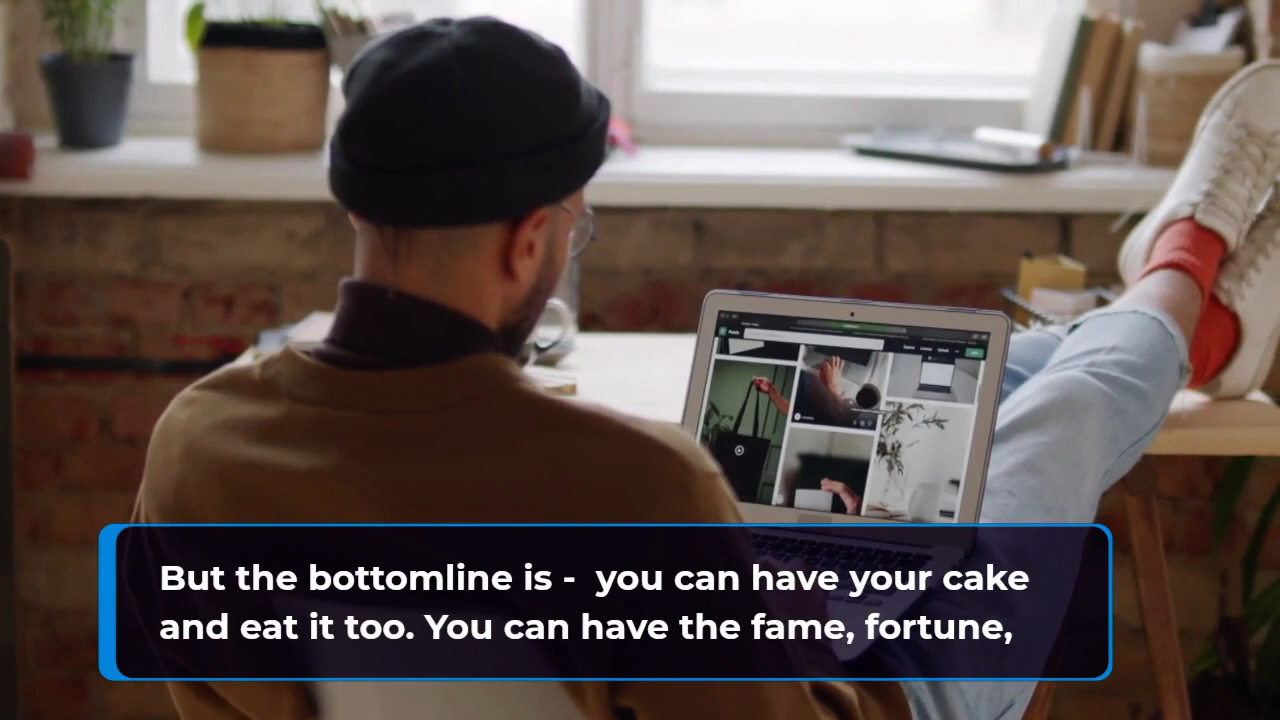 But the bottomline is -  you can have your cake
and eat it too. You can have the fame, fortune,